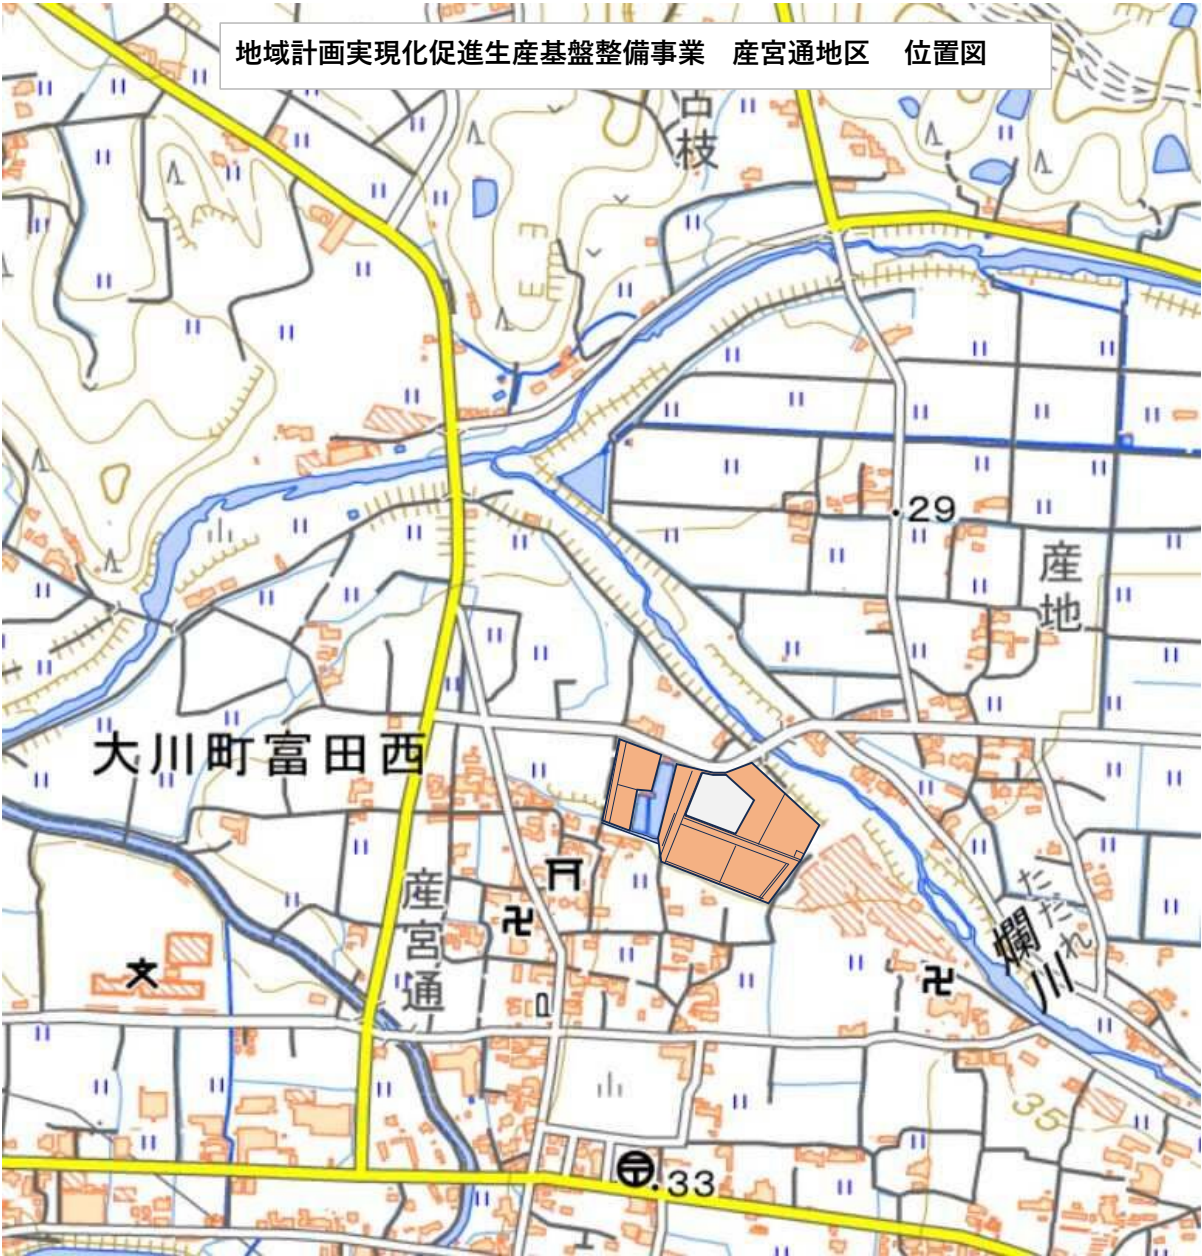 地域計画実現化促進生産基盤整備事業　産宮通地区　位置図
枝
29
産地
大川町富田西
産宮通
ただれ
爛川
35
33